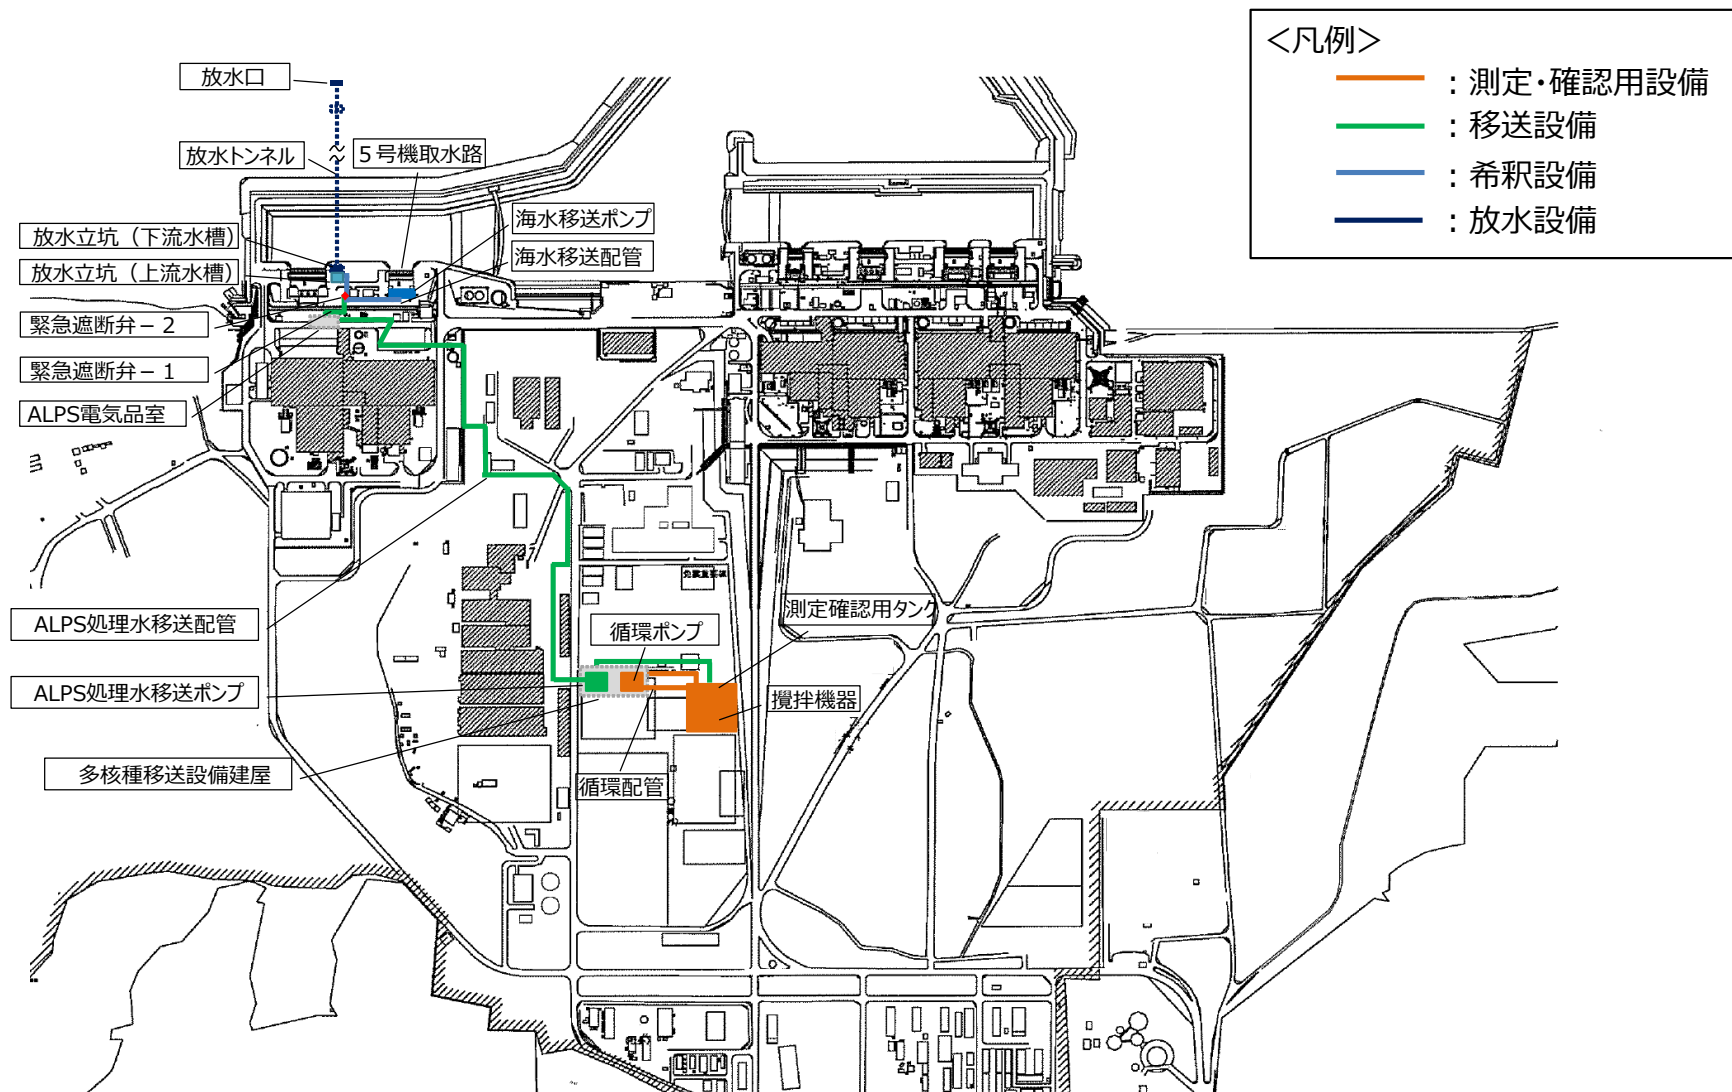 <凡例>
：測定・確認用設備
：移送設備
：希釈設備
：放水設備
放水口
放水トンネル
５号機取水路
海水移送ポンプ
海水移送配管
放水立坑（下流水槽）
放水立坑（上流水槽）
緊急遮断弁－２
緊急遮断弁－１
ALPS電気品室
ALPS処理水移送配管
測定確認用タンク
循環ポンプ
ALPS処理水移送ポンプ
攪拌機器
多核種移送設備建屋
循環配管